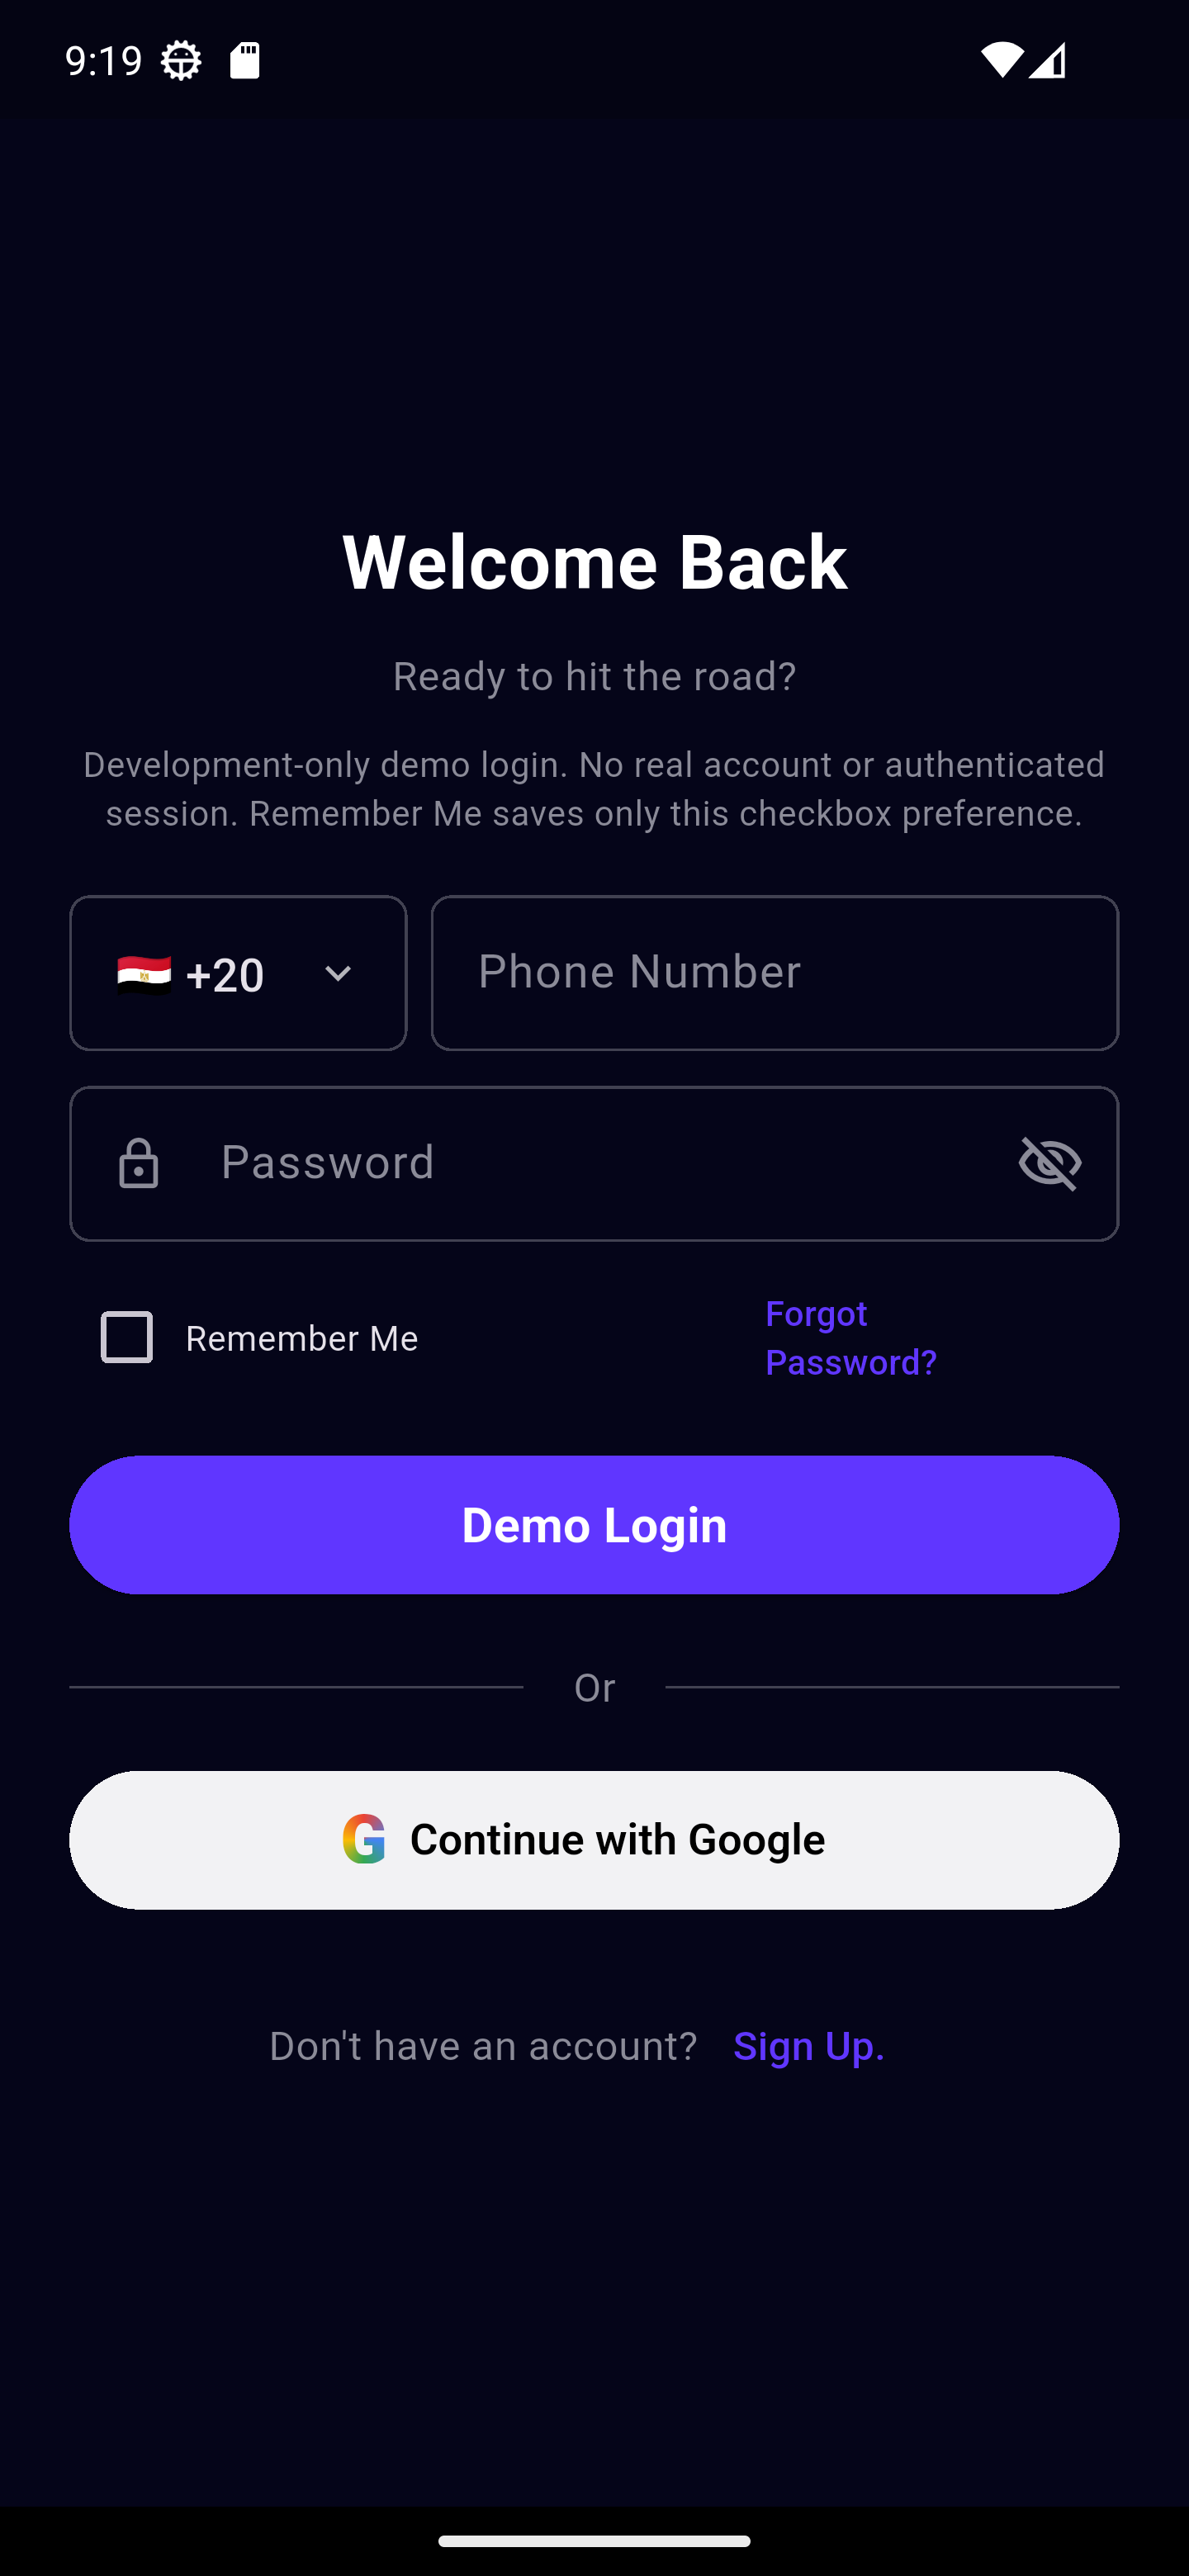 9:19
Welcome Back
Ready to hit the road?
Development-only demo login. No real account or authenticated
session. Remember Me saves only this checkbox preference.
+20
Phone Number
Password
Remember Me
Forgot
Password?
Demo Login
Or
G Continue with Google
Don't have an account? Sign Up.